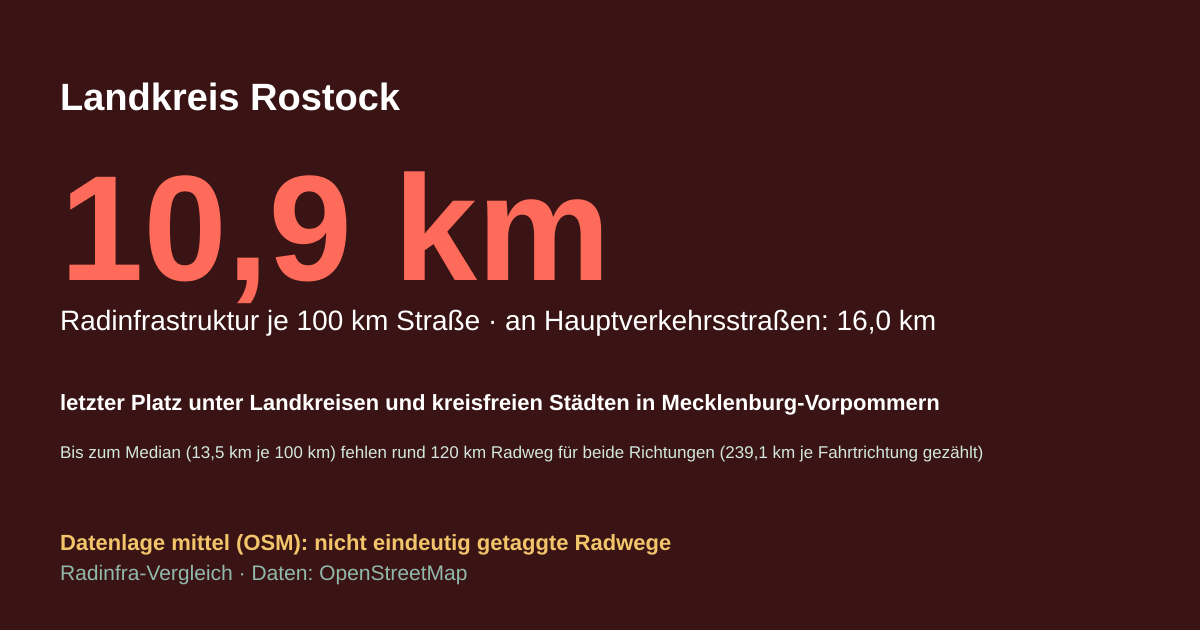 Landkreis Rostock
10,9 km
Radinfrastruktur je 100 km Straße · an Hauptverkehrsstraßen: 16,0 km
letzter Platz unter Landkreisen und kreisfreien Städten in Mecklenburg-Vorpommern
Bis zum Median (13,5 km je 100 km) fehlen rund 120 km Radweg für beide Richtungen (239,1 km je Fahrtrichtung gezählt)
Datenlage mittel (OSM): nicht eindeutig getaggte Radwege
Radinfra-Vergleich · Daten: OpenStreetMap